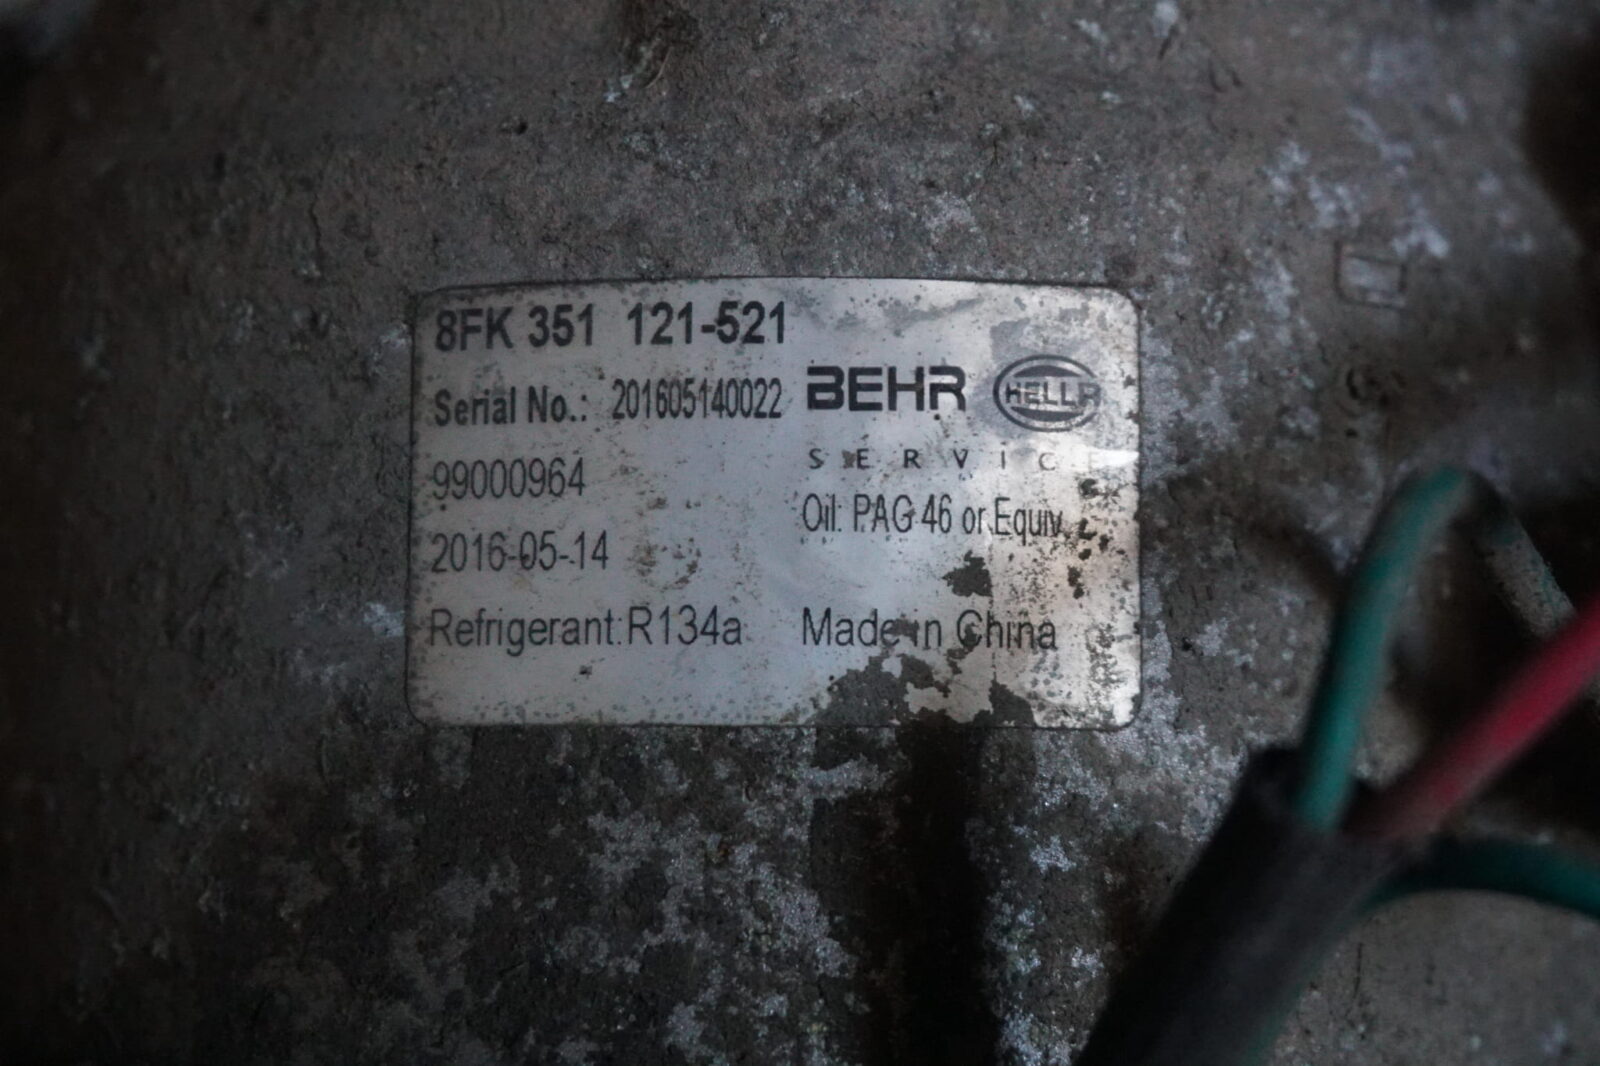 8FK 351 121-521
Serial No.: 201605140022
BEHR HELLA
SERVICE
99000964
Oil: PAG 46 or Equiv.
2016-05-14
Refrigerant:R134a
Made in China